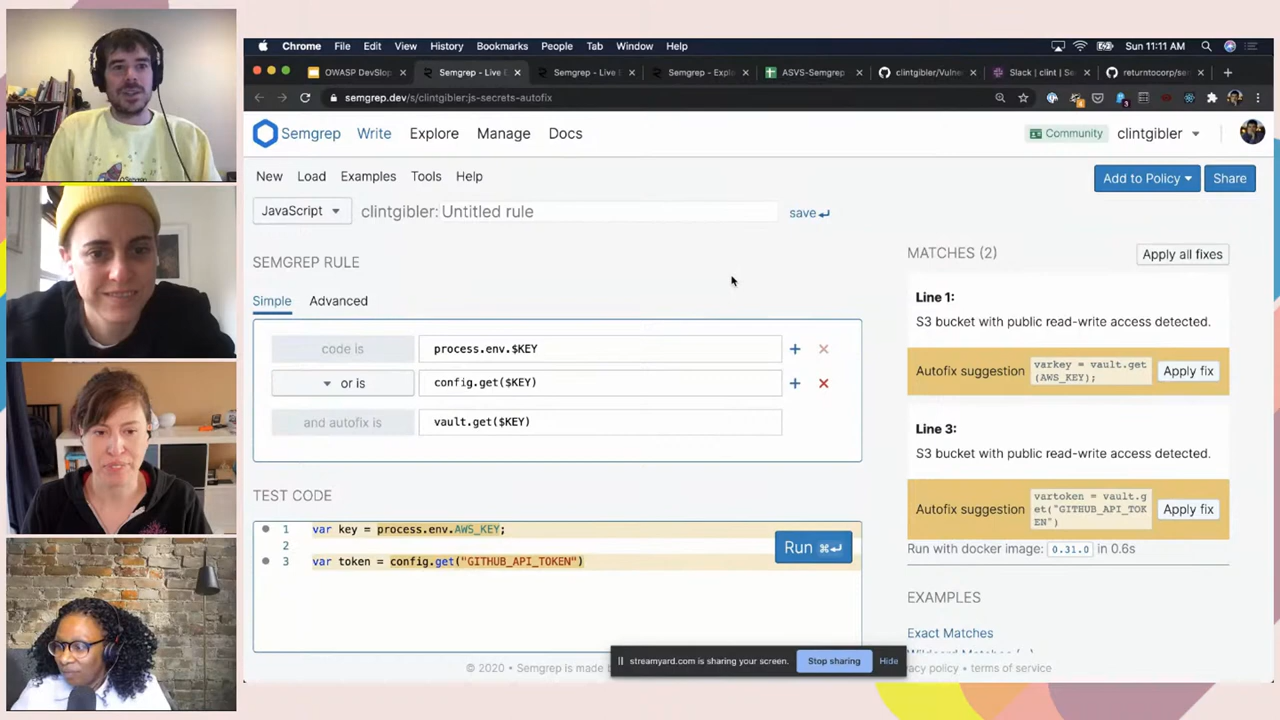 Chrome File Edit View History Bookmarks People Tab Window Help
Sun 11:11 AM
OWASP DevSlop
Semgrep - Live E
Semgrep - Live E
Semgrep - Explo
ASVS-Semgrep
clintgibler/Vulne
Slack | clint | Se
returntocorp/sem
semgrep.dev/s/clintgibler:js-secrets-autofix
Semgrep Write Explore Manage Docs
Community clintgibler
New Load Examples Tools Help
Add to Policy Share
JavaScript clintgibler: Untitled rule save
SEMGREP RULE
Simple Advanced
code is process.env.$KEY
or is config.get($KEY)
and autofix is vault.get($KEY)
TEST CODE
1 var key = process.env.AWS_KEY;
2
3 var token = config.get("GITHUB_API_TOKEN")
Run ⌘↵
MATCHES (2) Apply all fixes
Line 1:
S3 bucket with public read-write access detected.
Autofix suggestion varkey = vault.get
(AWS_KEY); Apply fix
Line 3:
S3 bucket with public read-write access detected.
Autofix suggestion vartoken = vault.g
et("GITHUB_API_TOK
EN") Apply fix
Run with docker image: 0.31.0 in 0.6s
EXAMPLES
Exact Matches
streamyard.com is sharing your screen. Stop sharing Hide
© 2020 • Semgrep is made b
ivacy policy • terms of service